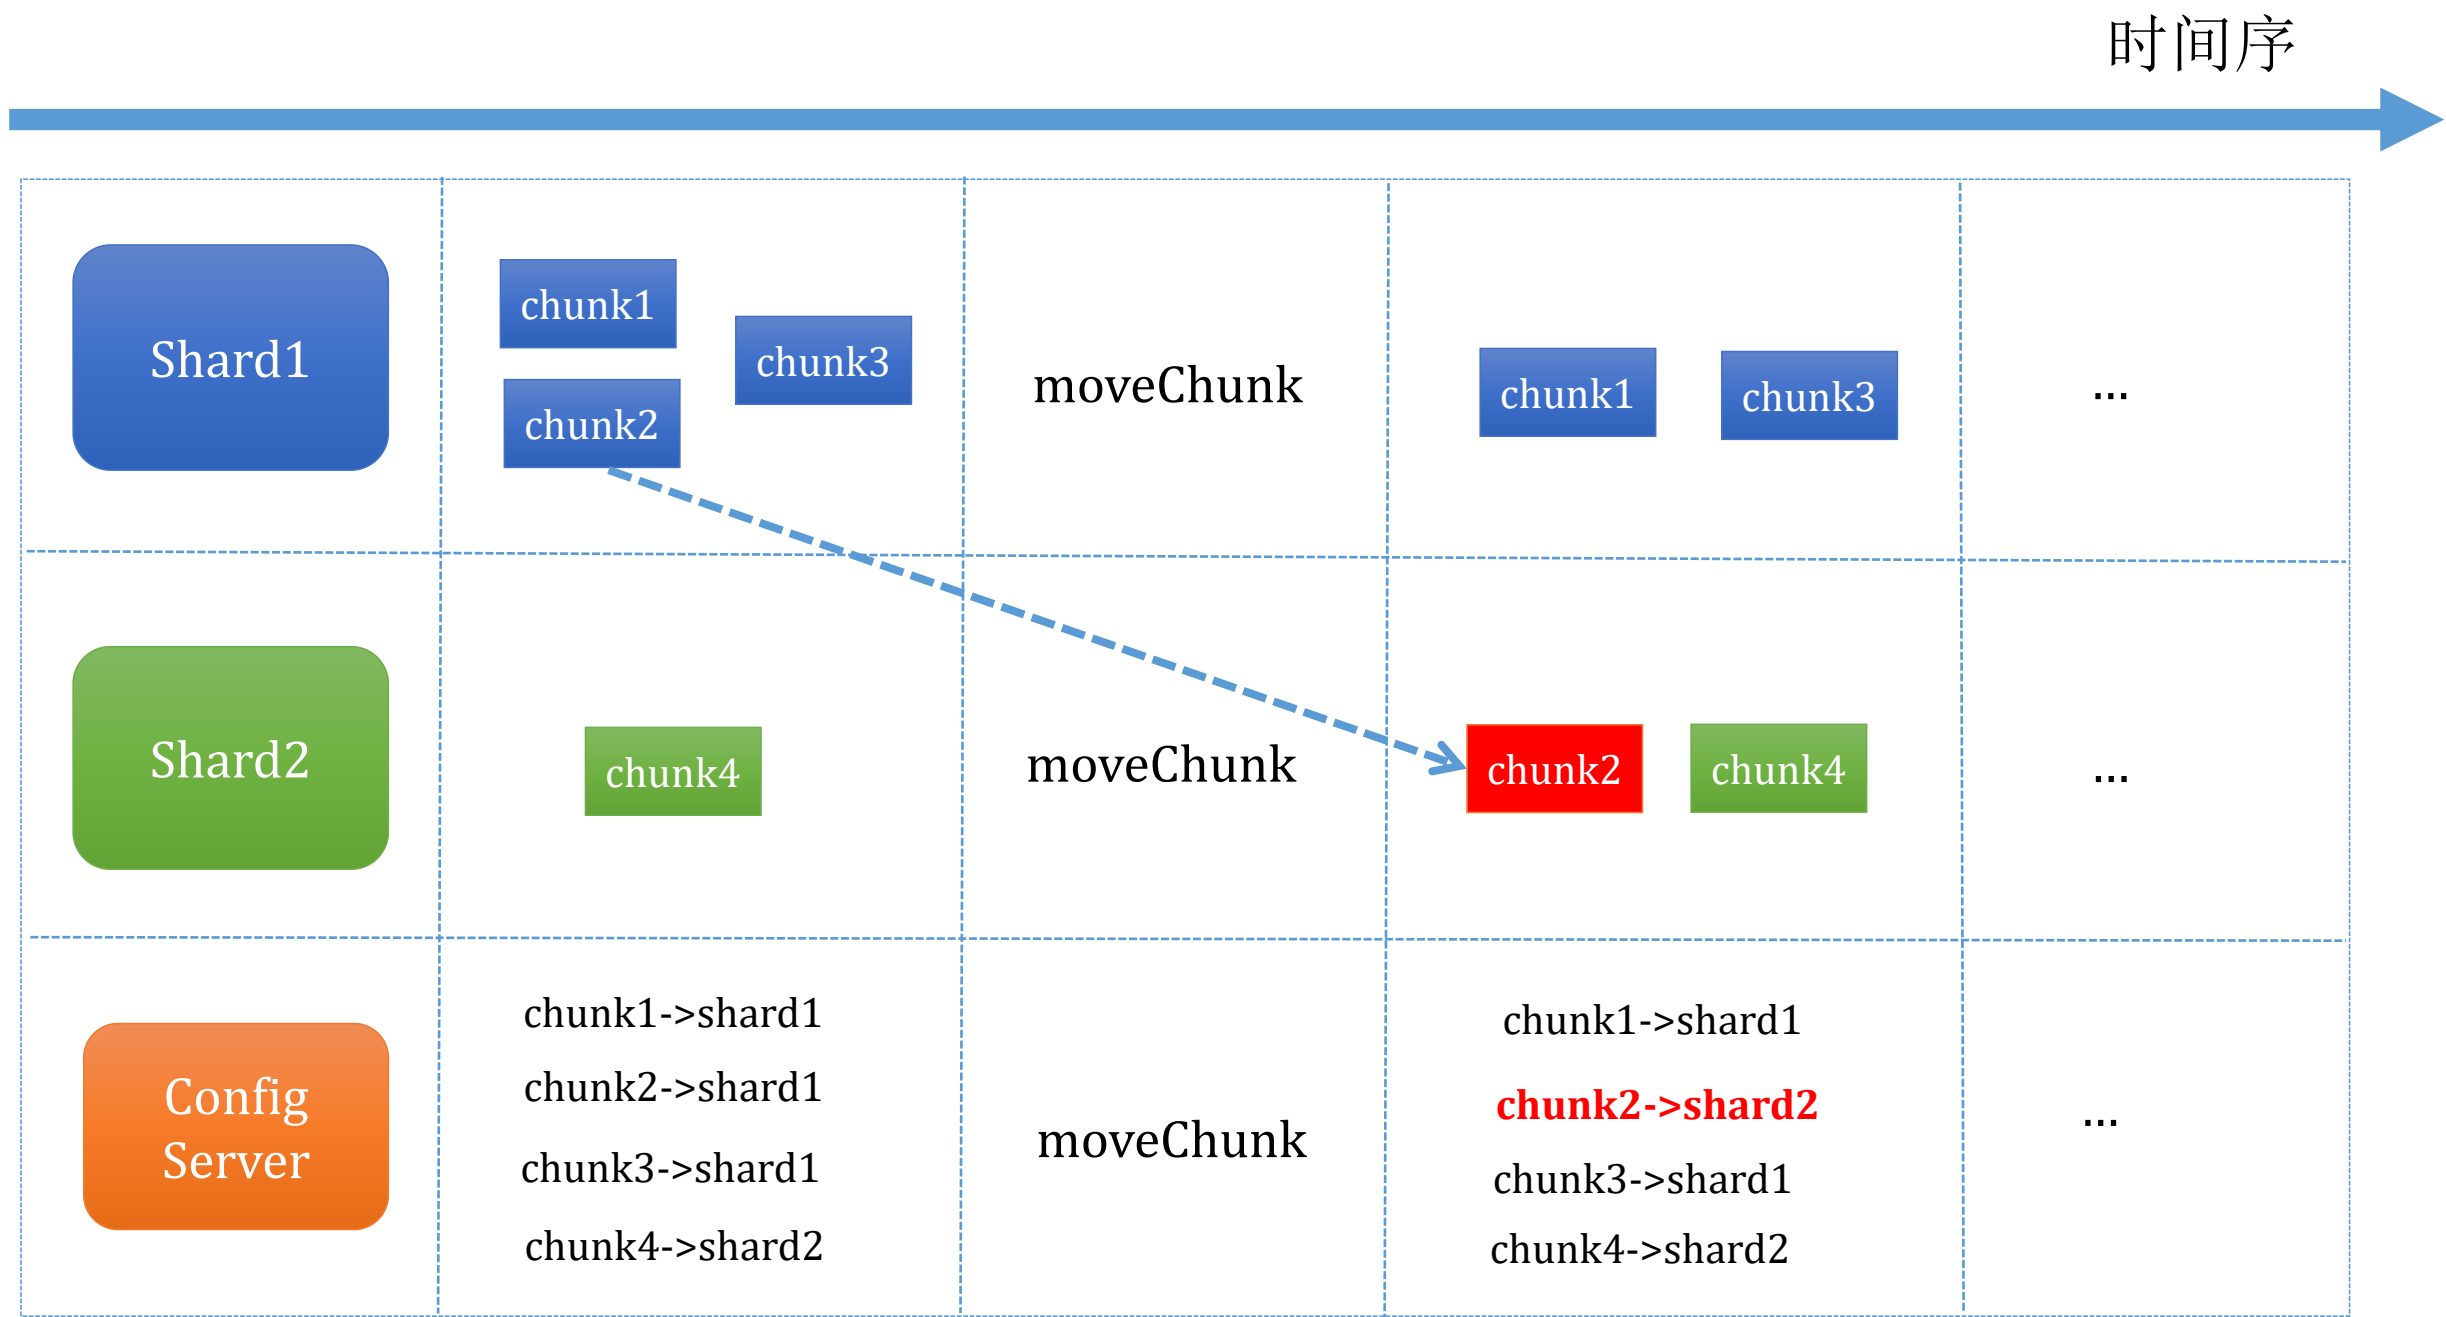 时间序
Shard1
chunk1
chunk2
chunk3
moveChunk
chunk1
chunk3
...
Shard2
chunk4
moveChunk
chunk2
chunk4
...
Config
Server
chunk1->shard1
chunk2->shard1
chunk3->shard1
chunk4->shard2
moveChunk
chunk1->shard1
chunk2->shard2
chunk3->shard1
chunk4->shard2
...